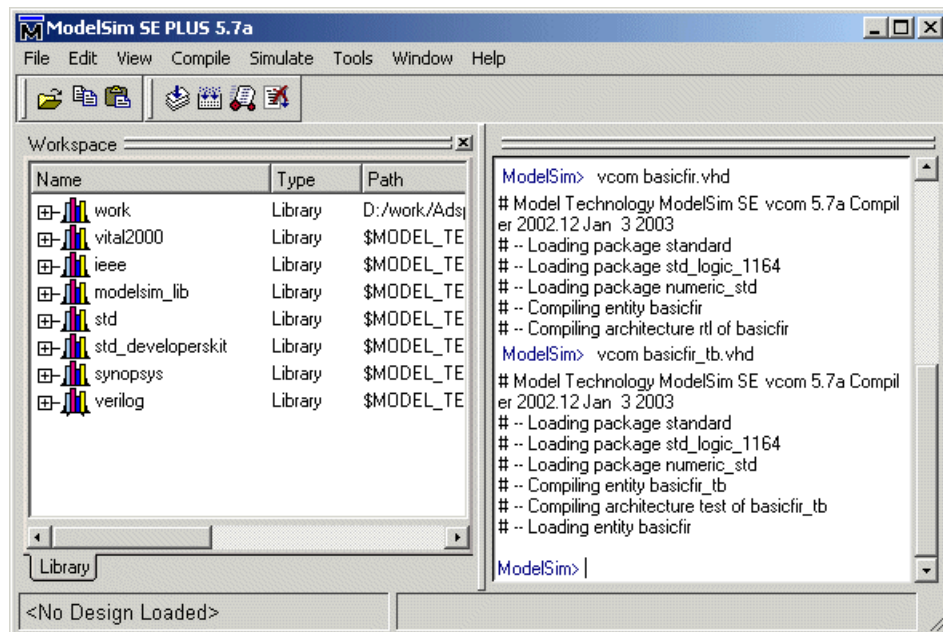 ModelSim SE PLUS 5.7a
File Edit View Compile Simulate Tools Window Help
Workspace
Name Type Path
work Library D:/work/Adsp
vital2000 Library $MODEL_TE
ieee Library $MODEL_TE
modelsim_lib Library $MODEL_TE
std Library $MODEL_TE
std_developerskit Library $MODEL_TE
synopsys Library $MODEL_TE
verilog Library $MODEL_TE
Library
ModelSim> vcom basicfir.vhd
# Model Technology ModelSim SE vcom 5.7a Compil
er 2002.12 Jan 3 2003
# -- Loading package standard
# -- Loading package std_logic_1164
# -- Loading package numeric_std
# -- Compiling entity basicfir
# -- Compiling architecture rtl of basicfir
ModelSim> vcom basicfir_tb.vhd
# Model Technology ModelSim SE vcom 5.7a Compil
er 2002.12 Jan 3 2003
# -- Loading package standard
# -- Loading package std_logic_1164
# -- Loading package numeric_std
# -- Compiling entity basicfir_tb
# -- Compiling architecture test of basicfir_tb
# -- Loading entity basicfir
ModelSim>
<No Design Loaded>